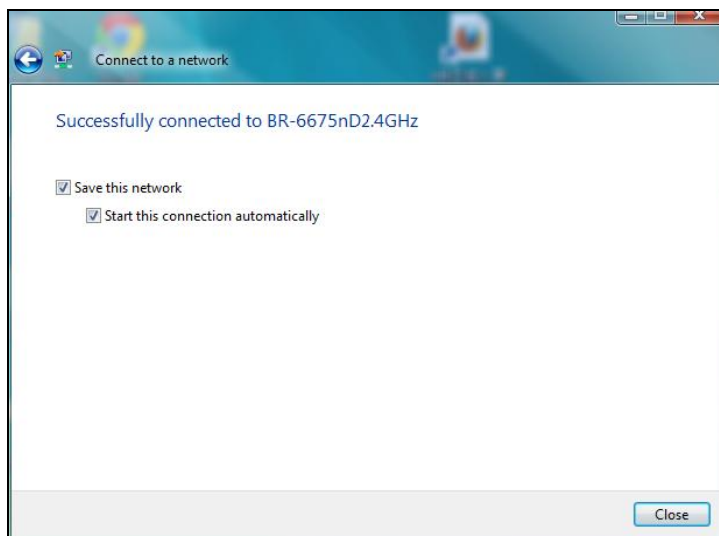 Connect to a network
Successfully connected to BR-6675nD2.4GHz
Save this network
Start this connection automatically
Close